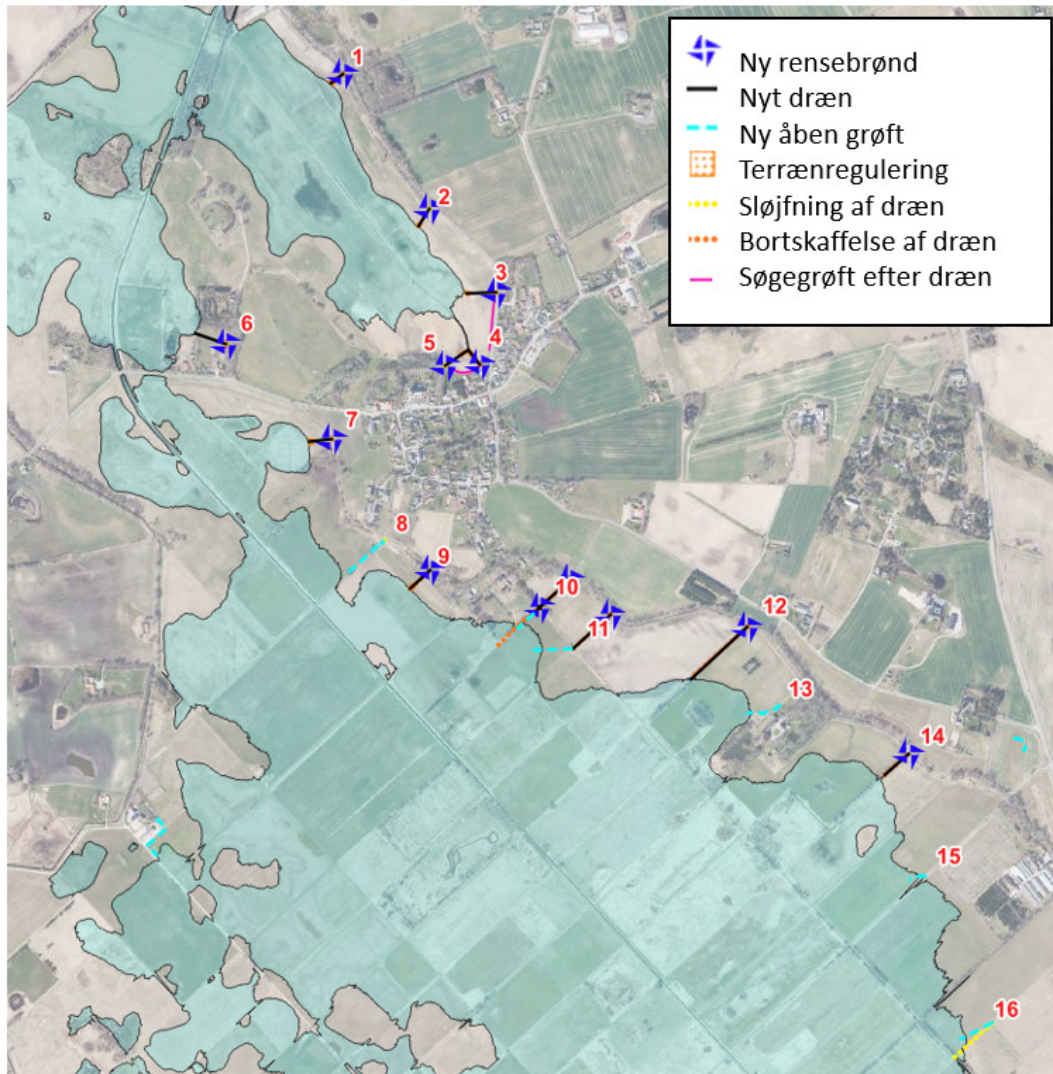 Ny rensebrønd
Nyt dræn
Ny åben grøft
Terrænregulering
Sløjfning af dræn
Bortskaffelse af dræn
Søgegrøft efter dræn
1
2
3
4
5
6
7
8
9
10
11
12
13
14
15
16